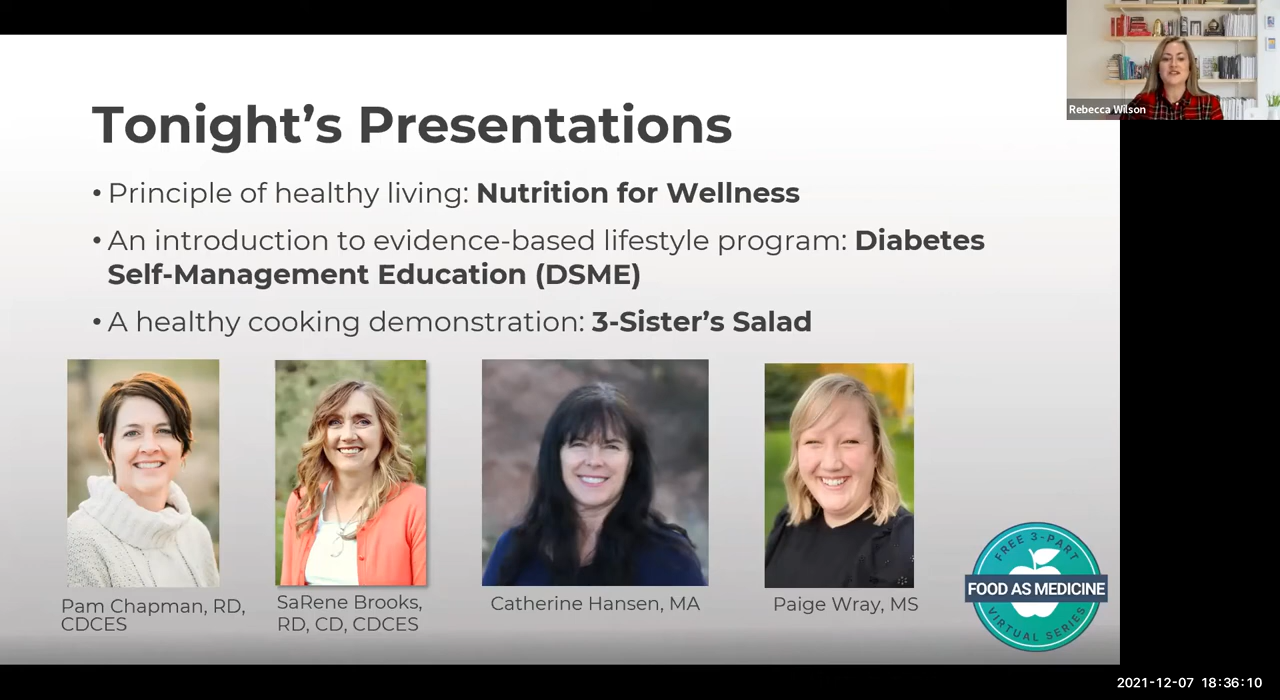 Rebecca Wilson
Tonight's Presentations
• Principle of healthy living: Nutrition for Wellness
• An introduction to evidence-based lifestyle program: Diabetes
Self-Management Education (DSME)
• A healthy cooking demonstration: 3-Sister's Salad
Pam Chapman, RD,
CDCES
SaRene Brooks,
RD, CD, CDCES
Catherine Hansen, MA
Paige Wray, MS
FREE 3-PART
FOOD AS MEDICINE
VIRTUAL SERIES
2021-12-07 18:36:10